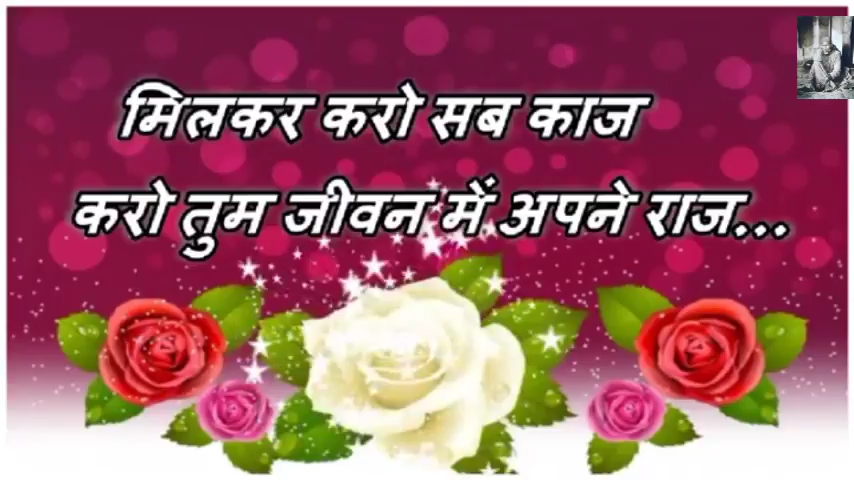 मिलकर करो सब काज
करो तुम जीवन में अपने राज...